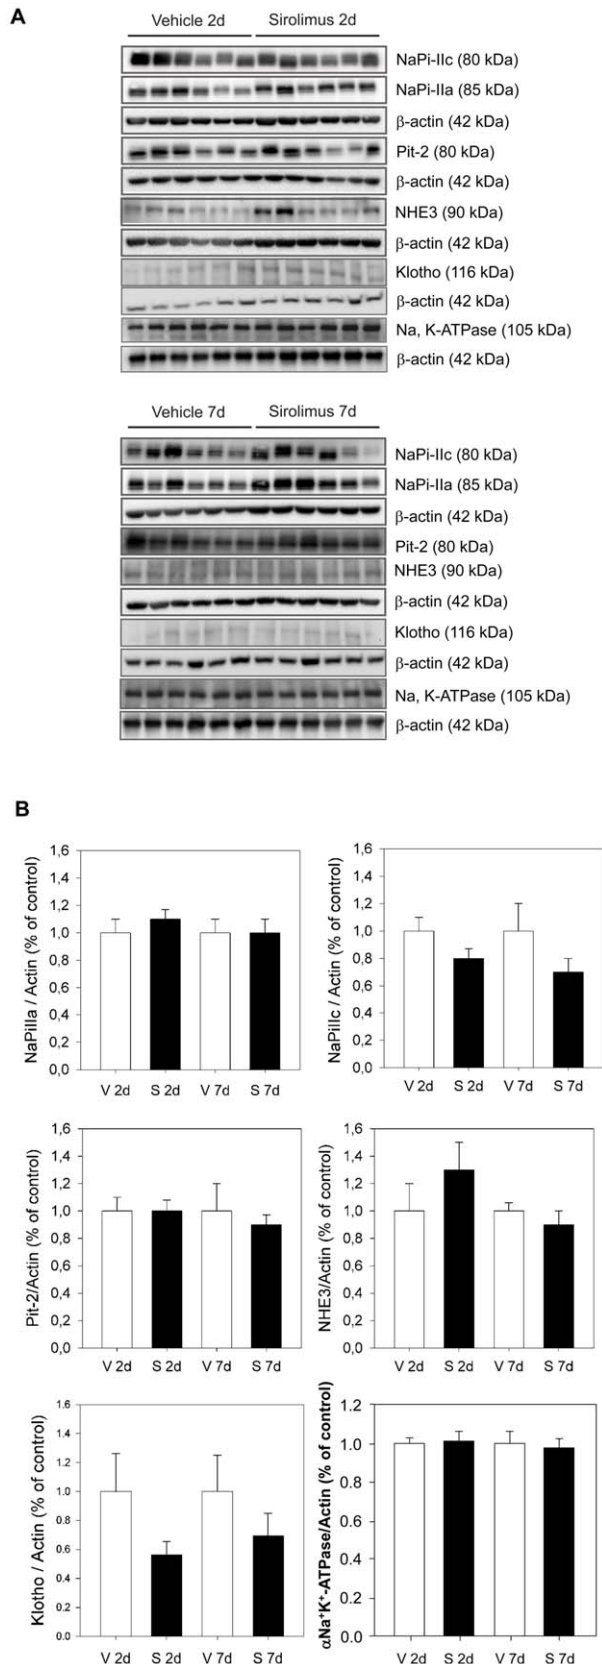 A
Vehicle 2d Sirolimus 2d
NaPi-IIc (80 kDa)
NaPi-IIa (85 kDa)
β-actin (42 kDa)
Pit-2 (80 kDa)
β-actin (42 kDa)
NHE3 (90 kDa)
β-actin (42 kDa)
Klotho (116 kDa)
β-actin (42 kDa)
Na, K-ATPase (105 kDa)
β-actin (42 kDa)
Vehicle 7d Sirolimus 7d
NaPi-IIc (80 kDa)
NaPi-IIa (85 kDa)
β-actin (42 kDa)
Pit-2 (80 kDa)
NHE3 (90 kDa)
β-actin (42 kDa)
Klotho (116 kDa)
β-actin (42 kDa)
Na, K-ATPase (105 kDa)
β-actin (42 kDa)
B
NaPiIIa / Actin (% of control)
1,6
1,4
1,2
1,0
0,8
0,6
0,4
0,2
0,0
V 2d S 2d V 7d S 7d
NaPiIIc / Actin (% of control)
1,6
1,4
1,2
1,0
0,8
0,6
0,4
0,2
0,0
V 2d S 2d V 7d S 7d
Pit-2/Actin (% of control)
1,6
1,4
1,2
1,0
0,8
0,6
0,4
0,2
0,0
V 2d S 2d V 7d S 7d
NHE3/Actin (% of control)
1,6
1,4
1,2
1,0
0,8
0,6
0,4
0,2
0,0
V 2d S 2d V 7d S 7d
Klotho / Actin (% of control)
1.6
1.4
1.2
1.0
0.8
0.6
0.4
0.2
0.0
V 2d S 2d V 7d S 7d
αNa⁺K⁺-ATPase/Actin (% of control)
1.2
1.0
0.8
0.6
0.4
0.2
0.0
V 2d S 2d V 7d S 7d